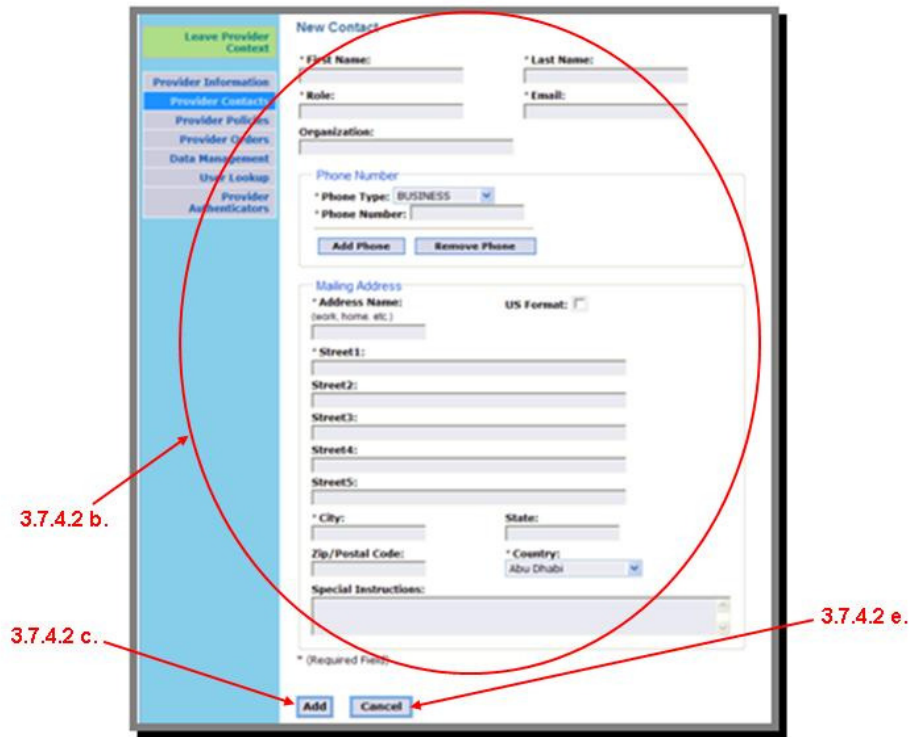 Leave Provider
Context
Provider Information
Provider Contacts
Provider Policies
Provider Orders
Data Management
User Lookup
Provider
Authenticators
New Contact
* First Name: * Last Name:
* Role: * Email:
Organization:
Phone Number
* Phone Type: BUSINESS
* Phone Number:
Add Phone Remove Phone
Mailing Address
* Address Name: US Format:
(work, home, etc.)
* Street1:
Street2:
Street3:
Street4:
Street5:
* City: State:
Zip/Postal Code: * Country:
Abu Dhabi
Special Instructions:
* (Required Field)
Add Cancel
3.7.4.2 b.
3.7.4.2 c.
3.7.4.2 e.